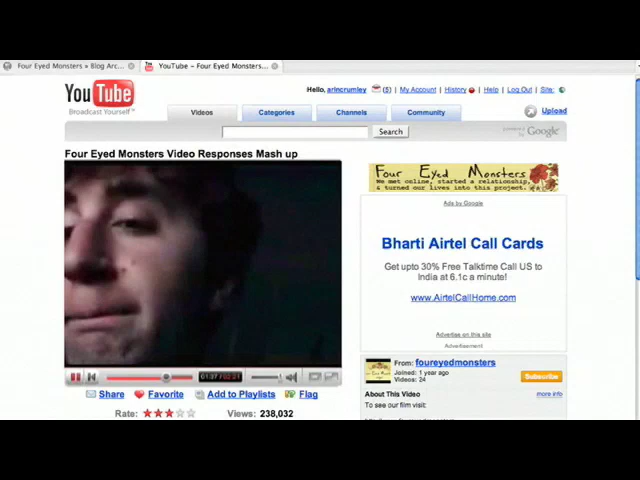 Four Eyed Monsters » Blog Arc...
YouTube – Four Eyed Monsters...
YouTube
Broadcast Yourself™
Hello, arincrumley (5) | My Account | History | Help | Log Out | Site:
Videos
Categories
Channels
Community
Upload
Search
powered by Google
Four Eyed Monsters Video Responses Mash up
Four Eyed Monsters
We met online, started a relationship,
& turned our lives into this project.
Ads by Google
Bharti Airtel Call Cards
Get upto 30% Free Talktime Call US to
India at 6.1c a minute!
www.AirtelCallHome.com
Advertise on this site
Advertisement
From: foureyedmonsters
Joined: 1 year ago
Videos: 24
Subscribe
About This Video
more info
To see our film visit:
Share
Favorite
Add to Playlists
Flag
Rate:
Views: 238,032